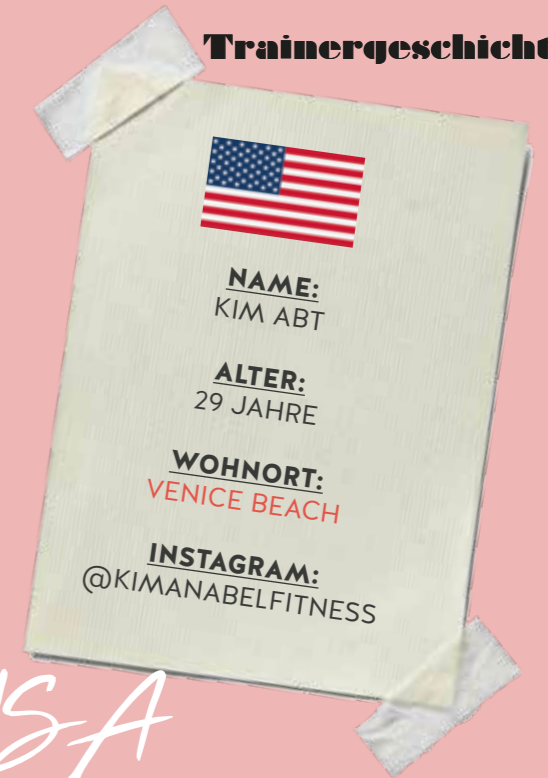 Trainergeschicht
NAME:
KIM ABT
ALTER:
29 JAHRE
WOHNORT:
VENICE BEACH
INSTAGRAM:
@KIMANABELFITNESS
SA